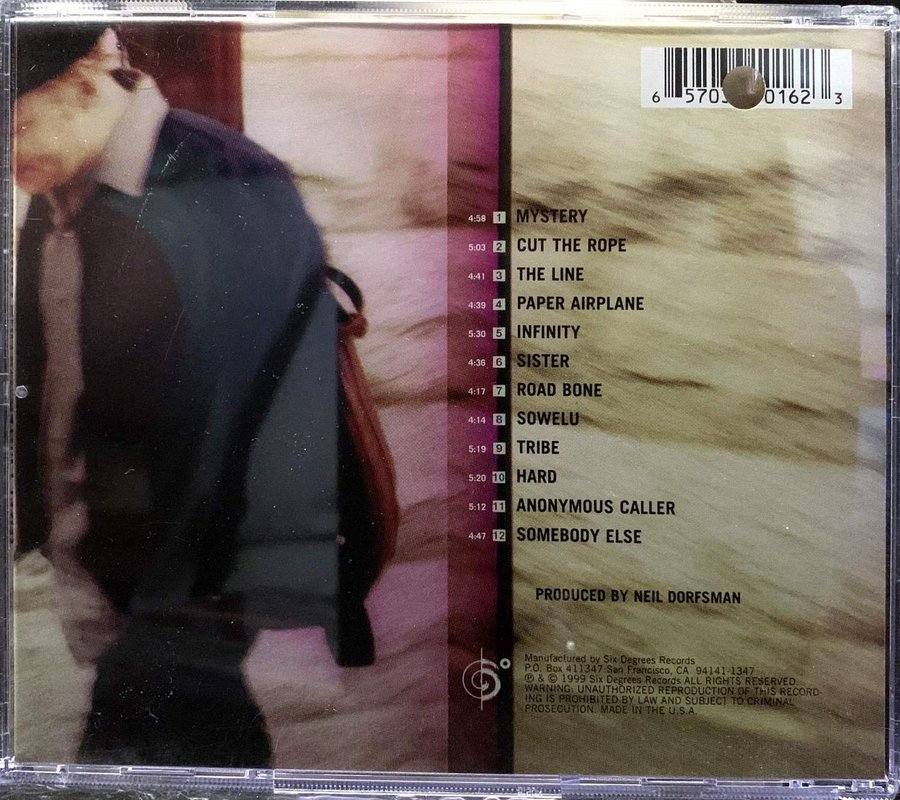 6 5703 0162 3
4:58 1 MYSTERY
5:03 2 CUT THE ROPE
4:41 3 THE LINE
4:39 4 PAPER AIRPLANE
5:30 5 INFINITY
4:36 6 SISTER
4:17 7 ROAD BONE
4:14 8 SOWELU
5:19 9 TRIBE
5:20 10 HARD
5:12 11 ANONYMOUS CALLER
4:47 12 SOMEBODY ELSE
PRODUCED BY NEIL DORFSMAN
6°
Manufactured by Six Degrees Records
P.O. Box 411347 San Francisco, CA 94141-1347
℗ & © 1999 Six Degrees Records ALL RIGHTS RESERVED
WARNING: UNAUTHORIZED REPRODUCTION OF THIS RECORD-
ING IS PROHIBITED BY LAW AND SUBJECT TO CRIMINAL
PROSECUTION. MADE IN THE U.S.A.